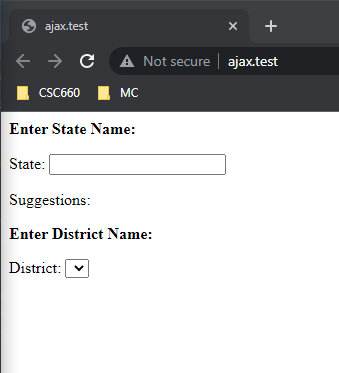 ajax.test
Not secure ajax.test
CSC660 MC
Enter State Name:
State:
Suggestions:
Enter District Name:
District: